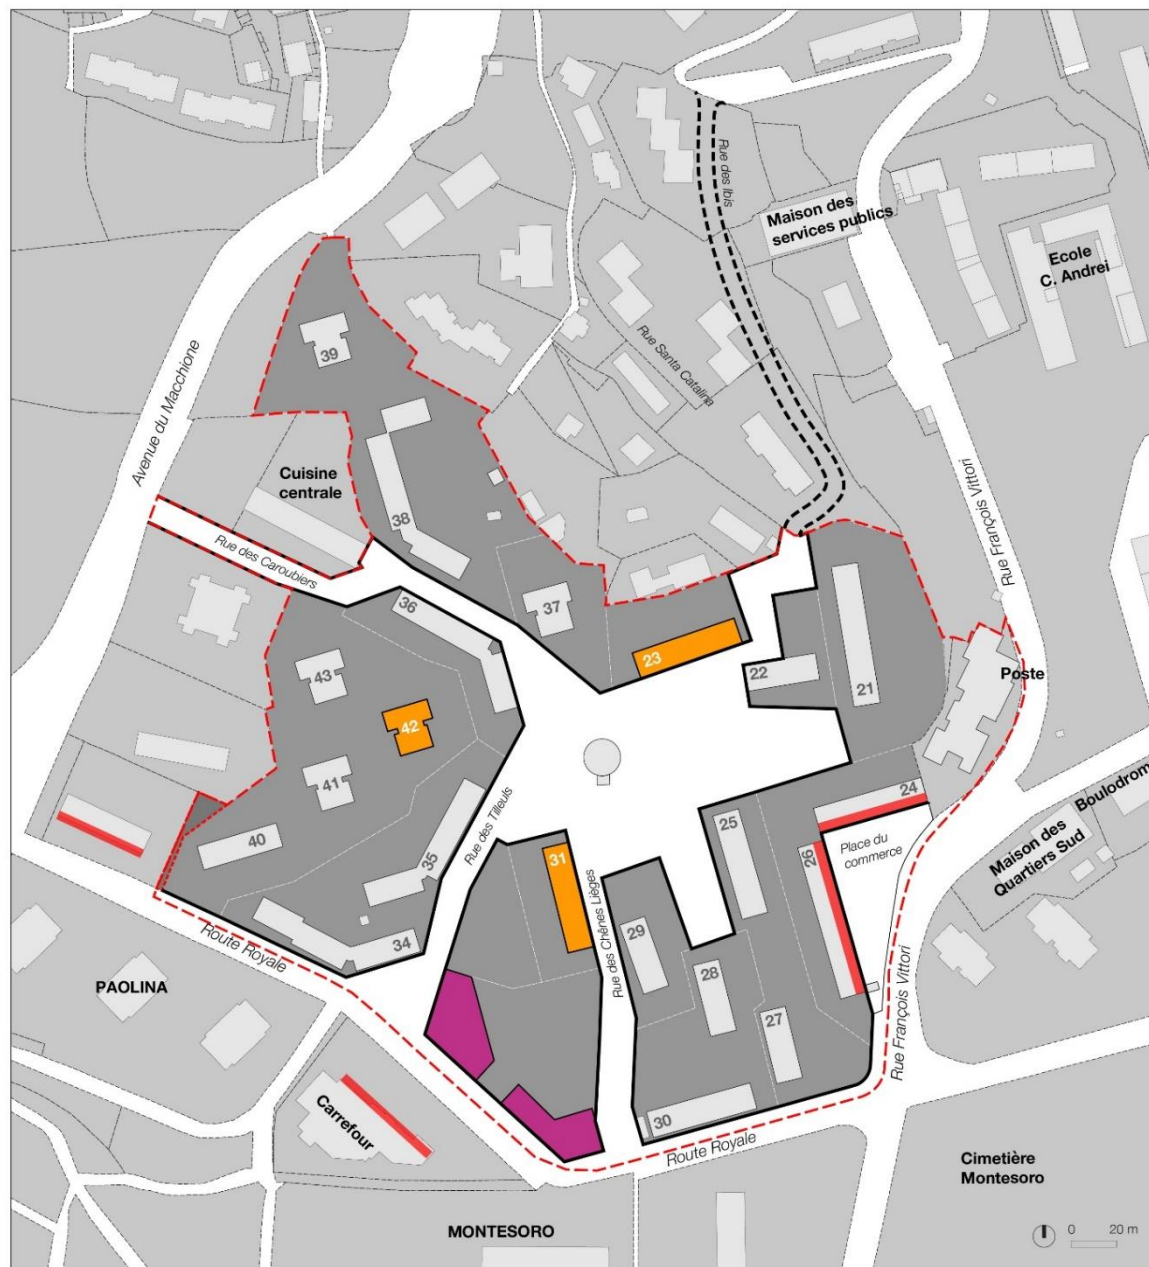 Rue des Ibis
Maison des
services publics
Ecole
C. Andrei
39
Rue Santa Catalina
Avenue du Macchione
Cuisine
centrale
38
Rue François Vittori
Rue des Caroubiers
36
37
23
22
21
Poste
43
42
41
24
Boulodrom
25
Rue des Tilleuls
40
35
31
26
Place du
commerce
Maison des
Quartiers Sud
Rue des Chênes Lièges
29
34
Route Royale
28
PAOLINA
27
Rue François Vittori
Carrefour
30
Route Royale
Cimetière
Montesoro
MONTESORO
0 20 m